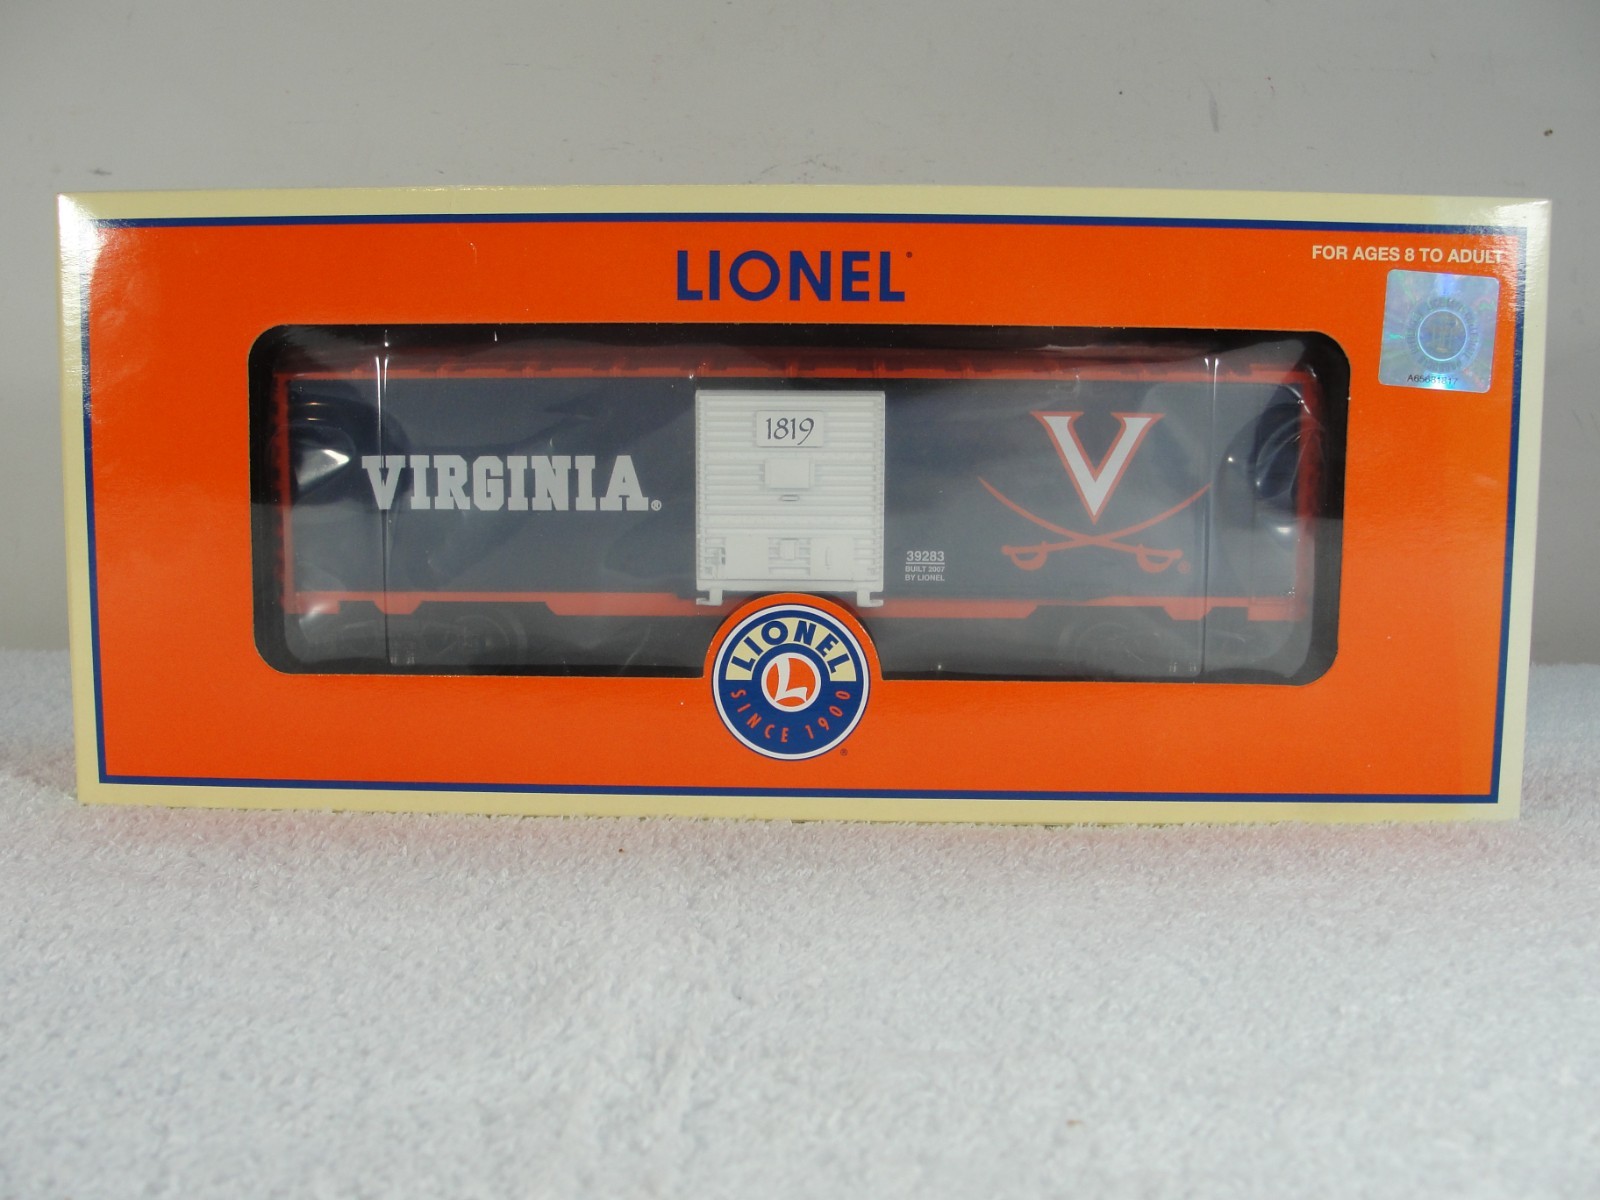 LIONEL
FOR AGES 8 TO ADULT
1819
VIRGINIA®
V
39283
BUILT 2007
BY LIONEL
LIONEL
L
SINCE 1900